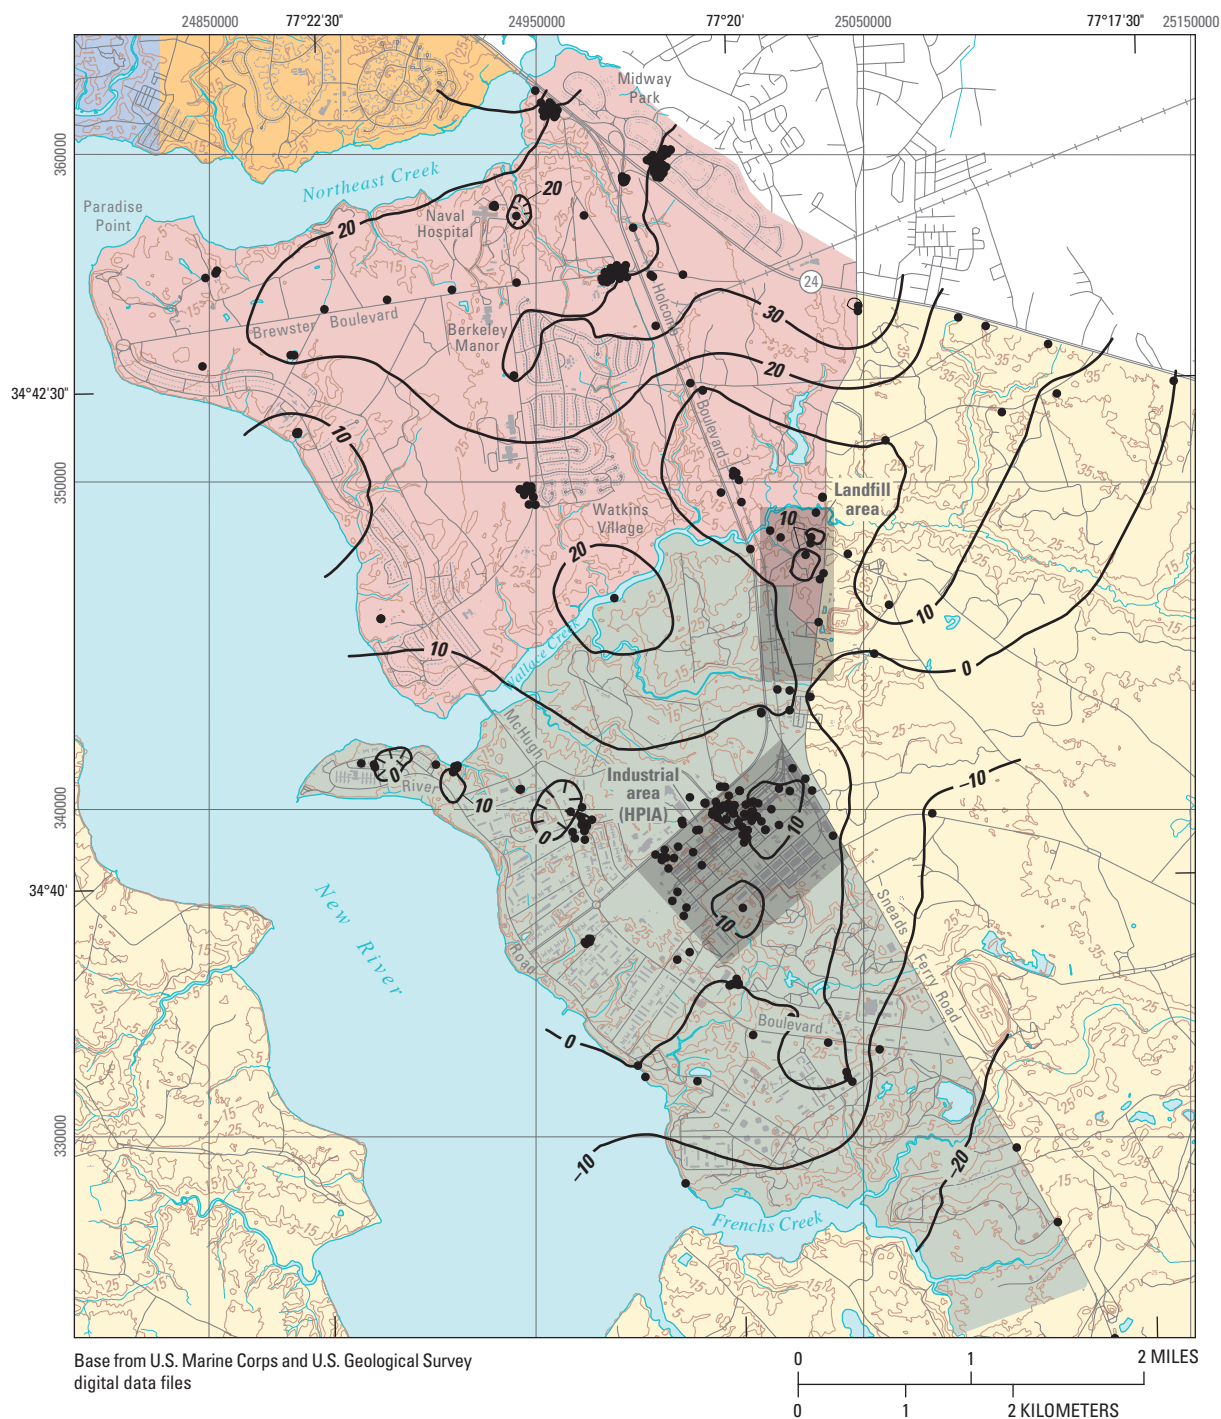 24850000
77°22'30"
24950000
77°20'
25050000
77°17'30"
25150000
Midway
Park
360000
Northeast Creek
20
Paradise
Point
Naval
Hospital
20
24
30
Holcomb
Brewster Boulevard
Berkeley
Manor
20
34°42'30"
10
Boulevard
350000
Landfill
area
Watkins
Village
10
20
65
10
10
Wallace Creek
0
McHugh
−10
0
River
10
Industrial
area
(HPIA)
340000
0
10
34°40'
New River
10
Sneads
Ferry Road
Road
55
Boulevard
0
330000
−10
−20
Frenchs Creek
Base from U.S. Marine Corps and U.S. Geological Survey
digital data files
0 1 2 MILES
0 1 2 KILOMETERS